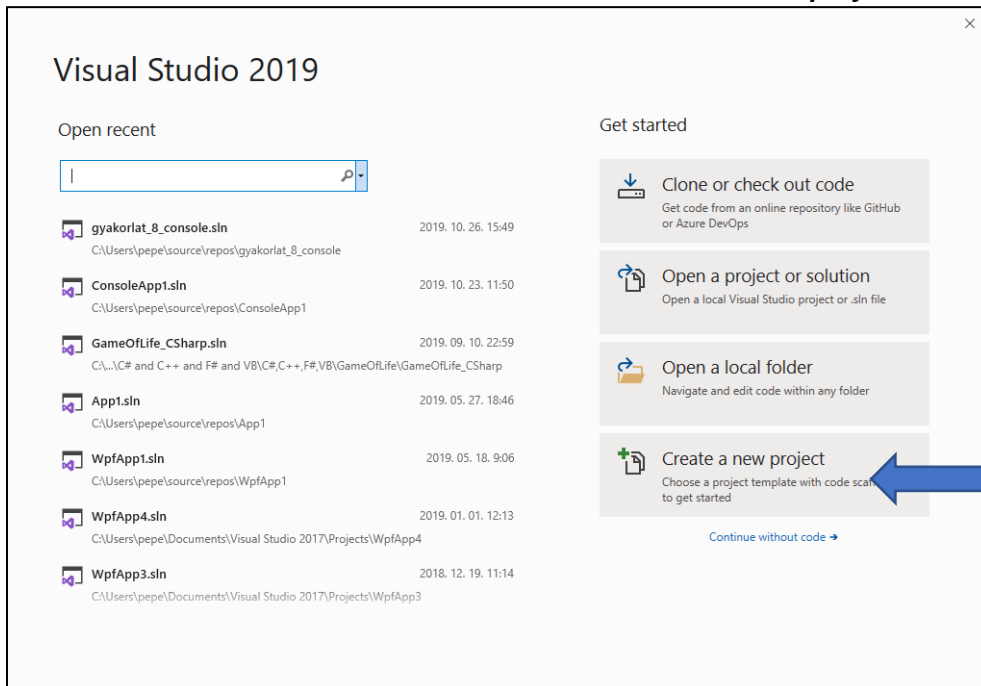 Visual Studio 2019
Open recent
gyakorlat_8_console.sln 2019. 10. 26. 15:49
C:\Users\pepe\source\repos\gyakorlat_8_console
ConsoleApp1.sln 2019. 10. 23. 11:50
C:\Users\pepe\source\repos\ConsoleApp1
GameOfLife_CSharp.sln 2019. 09. 10. 22:59
C:\...\C# and C++ and F# and VB\C#,C++,F#,VB\GameOfLife\GameOfLife_CSharp
App1.sln 2019. 05. 27. 18:46
C:\Users\pepe\source\repos\App1
WpfApp1.sln 2019. 05. 18. 9:06
C:\Users\pepe\source\repos\WpfApp1
WpfApp4.sln 2019. 01. 01. 12:13
C:\Users\pepe\Documents\Visual Studio 2017\Projects\WpfApp4
WpfApp3.sln 2018. 12. 19. 11:14
C:\Users\pepe\Documents\Visual Studio 2017\Projects\WpfApp3
Get started
Clone or check out code
Get code from an online repository like GitHub
or Azure DevOps
Open a project or solution
Open a local Visual Studio project or .sln file
Open a local folder
Navigate and edit code within any folder
Create a new project
Choose a project template with code
to get started
Continue without code →